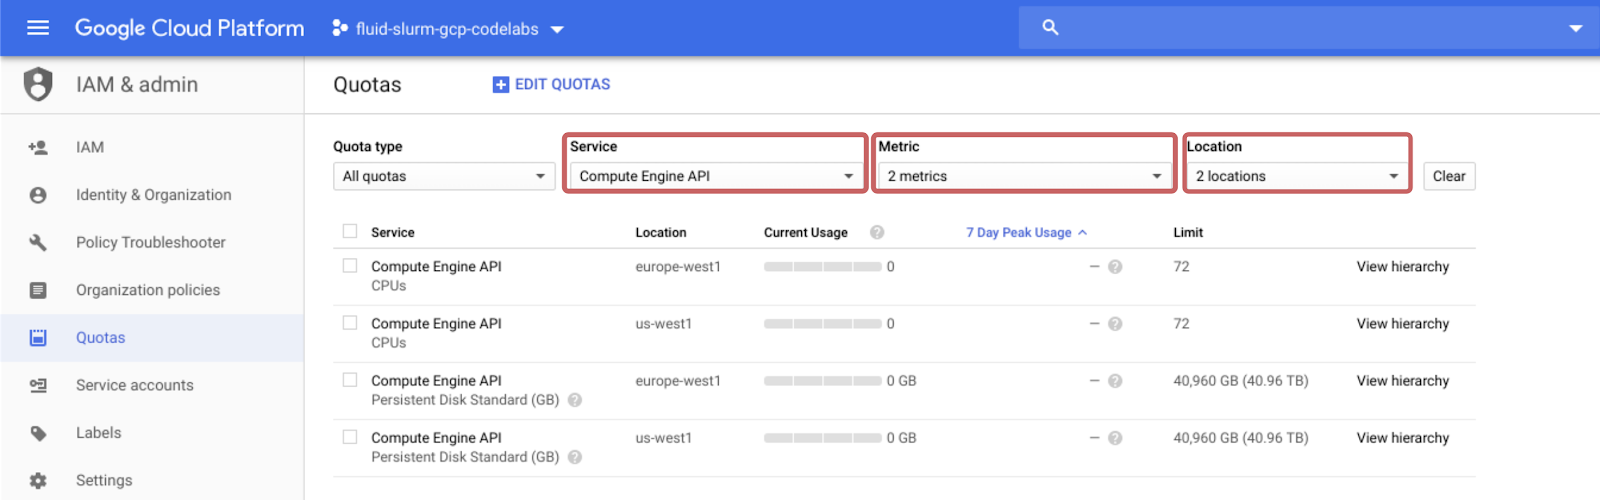 Google Cloud Platform fluid-slurm-gcp-codelabs
IAM & admin
Quotas EDIT QUOTAS
IAM
Identity & Organization
Policy Troubleshooter
Organization policies
Quotas
Service accounts
Labels
Settings
Quota type Service Metric Location
All quotas Compute Engine API 2 metrics 2 locations Clear
Service Location Current Usage ? 7 Day Peak Usage Limit
Compute Engine API europe-west1 0 – ? 72 View hierarchy
CPUs
Compute Engine API us-west1 0 – ? 72 View hierarchy
CPUs
Compute Engine API europe-west1 0 GB – ? 40,960 GB (40.96 TB) View hierarchy
Persistent Disk Standard (GB) ?
Compute Engine API us-west1 0 GB – ? 40,960 GB (40.96 TB) View hierarchy
Persistent Disk Standard (GB) ?